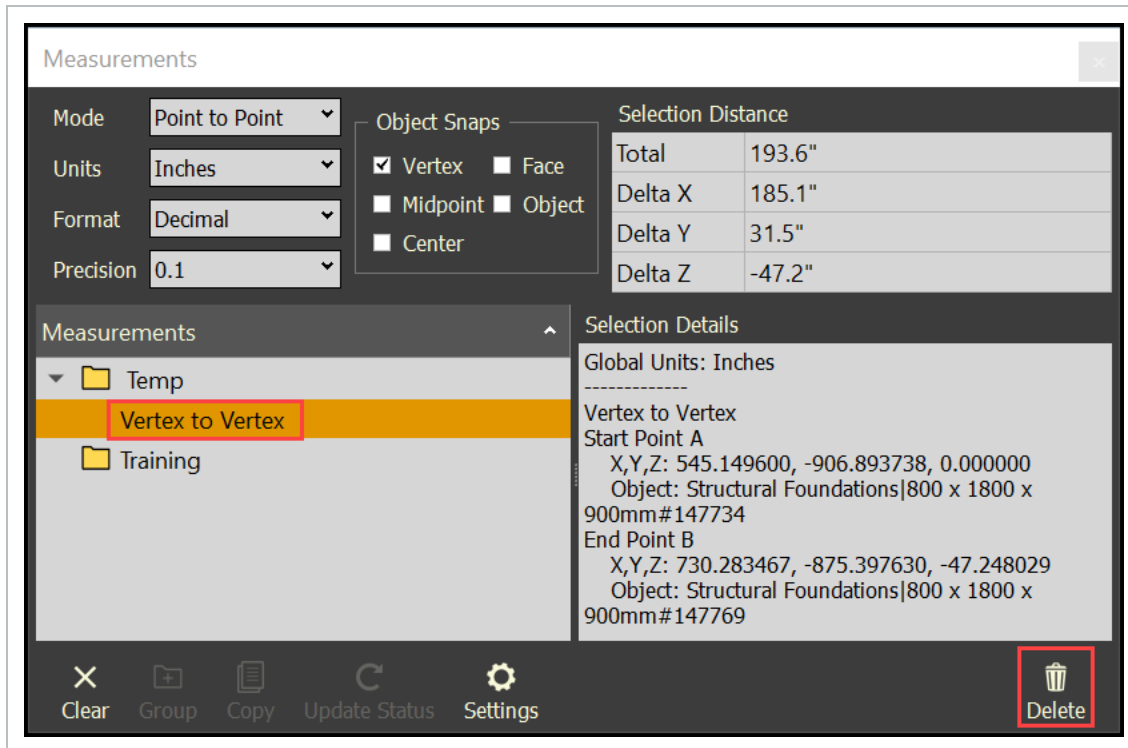 Measurements
Mode Point to Point
Units Inches
Format Decimal
Precision 0.1
Object Snaps
Vertex Face
Midpoint Object
Center
Selection Distance
Total 193.6"
Delta X 185.1"
Delta Y 31.5"
Delta Z -47.2"
Measurements
Temp
Vertex to Vertex
Training
Selection Details
Global Units: Inches
-------------
Vertex to Vertex
Start Point A
X,Y,Z: 545.149600, -906.893738, 0.000000
Object: Structural Foundations|800 x 1800 x
900mm#147734
End Point B
X,Y,Z: 730.283467, -875.397630, -47.248029
Object: Structural Foundations|800 x 1800 x
900mm#147769
Clear Group Copy Update Status Settings Delete